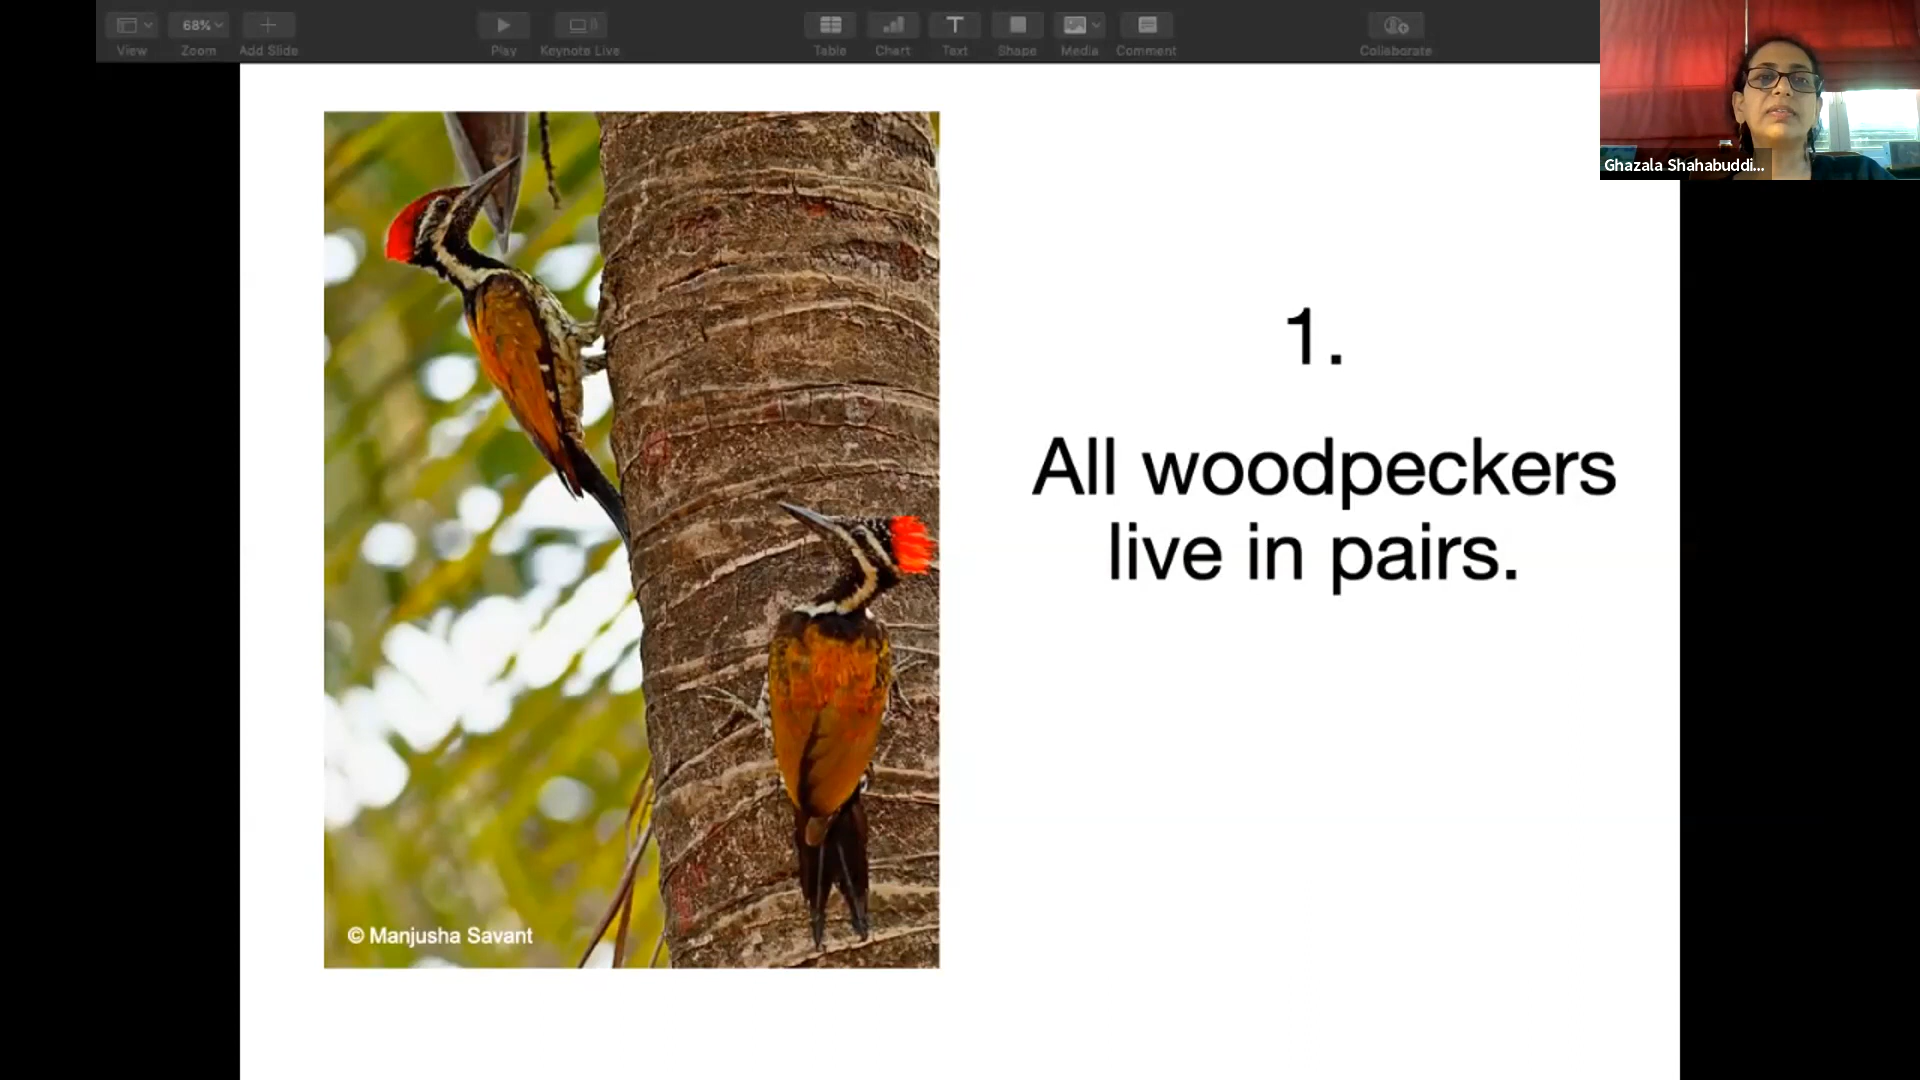 View
68%
Zoom
Add Slide
Play
Keynote Live
Table
Chart
Text
Shape
Media
Comment
Collaborate
Ghazala Shahabuddi...
1.
All woodpeckers
live in pairs.
© Manjusha Savant